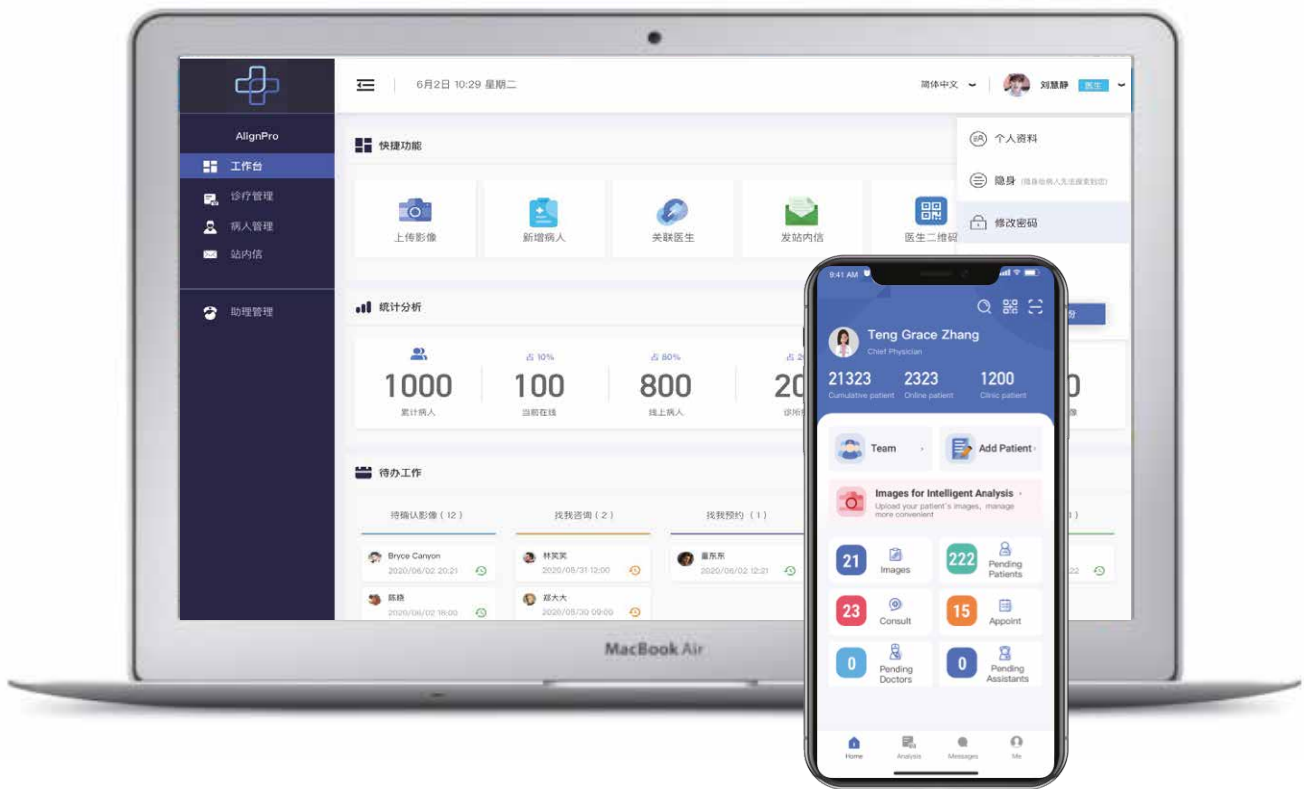 6月2日 10:29 星期二
简体中文
刘慧静
医生
AlignPro
工作台
诊疗管理
病人管理
站内信
助理管理
快捷功能
上传影像
新增病人
关联医生
发站内信
医生二维码
个人资料
隐身
修改密码
统计分析
1000
累计病人
占 10%
100
当前在线
占 80%
800
线上病人
占 2
20
待办工作
待确认影像 ( 12 )
找我咨询 ( 2 )
找我预约 ( 1 )
Bryce Canyon
2020/06/02 20:21
陈晓
2020/06/02 18:00
林笑笑
2020/05/31 12:00
郑大大
2020/05/30 09:00
董东东
2020/06/02 12:21
MacBook Air
9:41 AM
Teng Grace Zhang
Chief Physician
21323
Cumulative patient
2323
Online patient
1200
Clinic patient
Team
Add Patient
Images for Intelligent Analysis
Upload your patient's images, manage
more convenient
21
Images
222
Pending
Patients
23
Consult
15
Appoint
0
Pending
Doctors
0
Pending
Assistants
Home
Analysis
Messages
Me